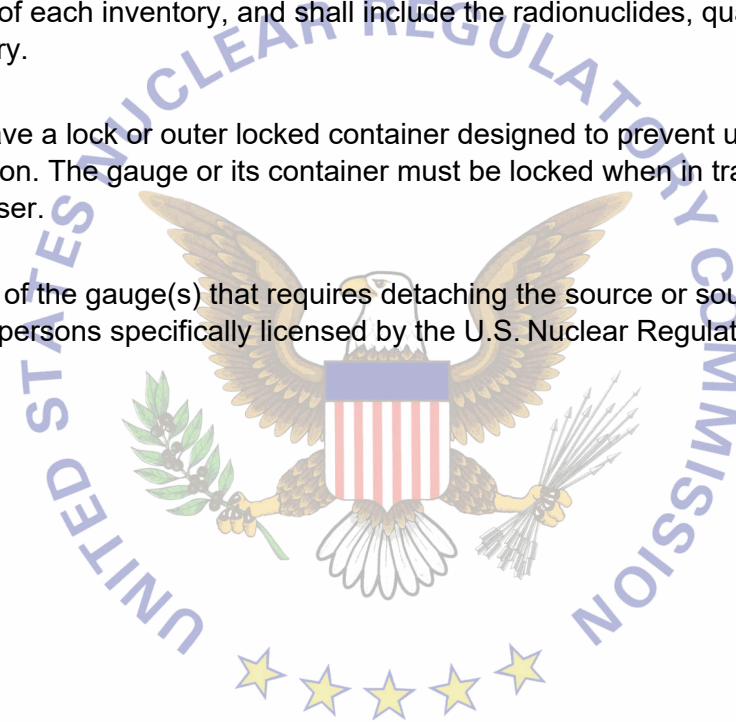 of each inventory, and shall include the radionuclides, qua
ry.
ave a lock or outer locked container designed to prevent u
on. The gauge or its container must be locked when in tra
ser.
of the gauge(s) that requires detaching the source or sou
persons specifically licensed by the U.S. Nuclear Regulat
UNITED STATES NUCLEAR REGULATORY COMMISSION